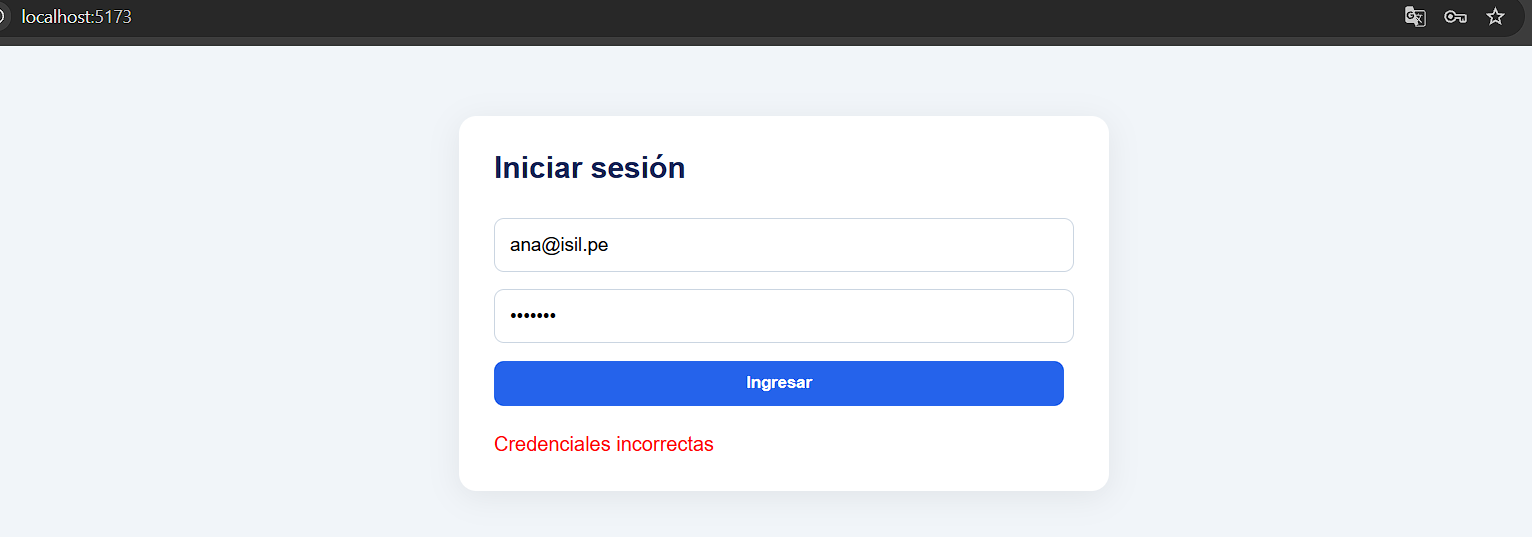 localhost:5173
Iniciar sesión
ana@isil.pe
•••••••
Ingresar
Credenciales incorrectas